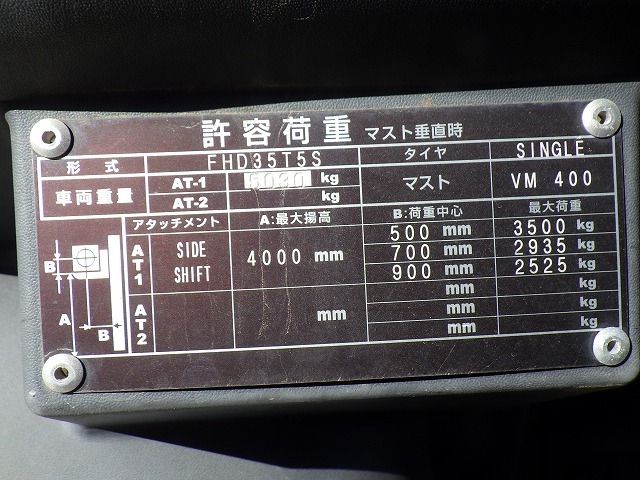 許容荷重 マスト垂直時
形式 FHD35T5S タイヤ SINGLE
車両重量 AT-1 5030 kg マスト VM 400
AT-2 kg
アタッチメント A:最大揚高 B:荷重中心 最大荷重
AT1 SIDE SHIFT 4000 mm 500 mm 3500 kg
700 mm 2935 kg
900 mm 2525 kg
AT2 mm mm kg
mm kg
mm kg
B
A
B